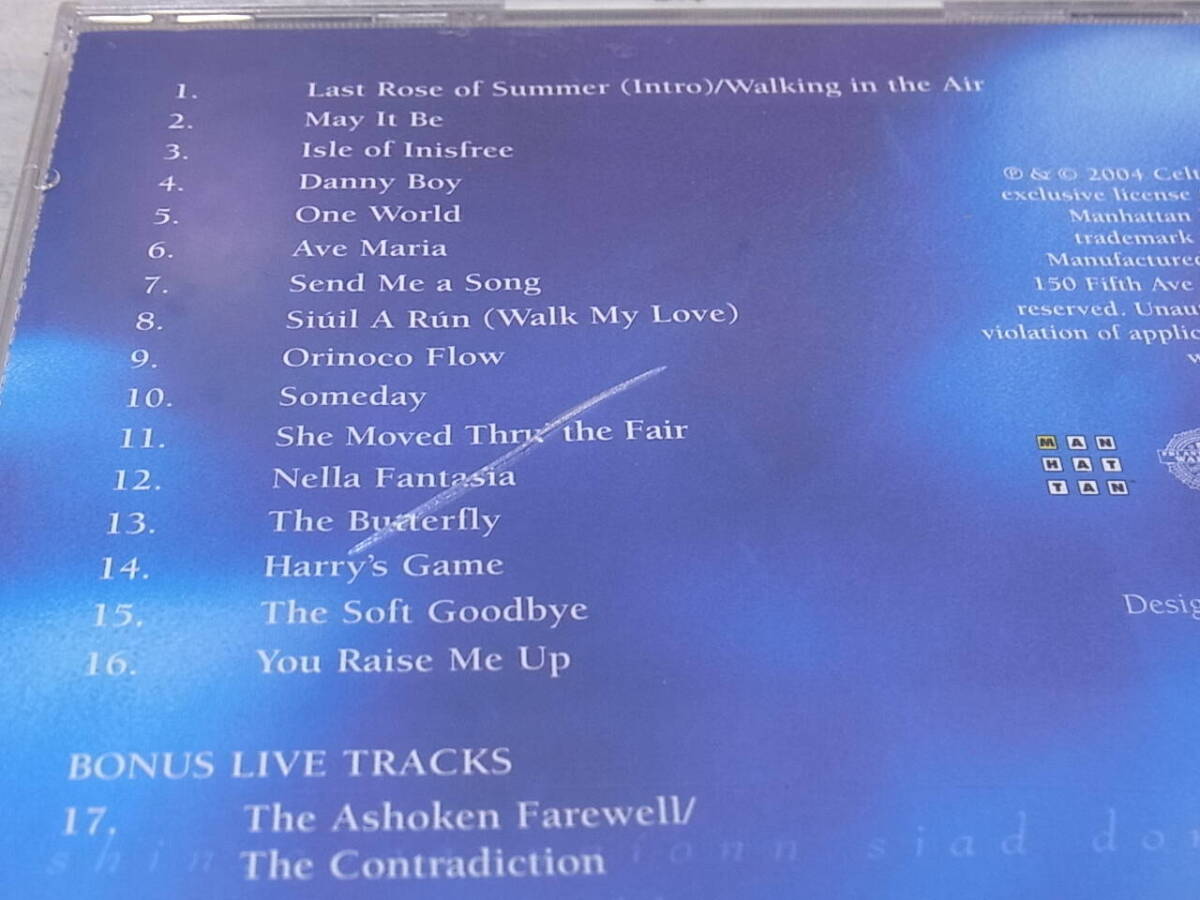 1. Last Rose of Summer (Intro)/Walking in the Air
2. May It Be
3. Isle of Inisfree
4. Danny Boy
5. One World
6. Ave Maria
7. Send Me a Song
8. Siúil A Rún (Walk My Love)
9. Orinoco Flow
10. Someday
11. She Moved Thru' the Fair
12. Nella Fantasia
13. The Butterfly
14. Harry's Game
15. The Soft Goodbye
16. You Raise Me Up
BONUS LIVE TRACKS
17. The Ashoken Farewell/
The Contradiction
siad
℗ & © 2004 Celt
exclusive license
Manhattan
trademark
Manufactured
150 Fifth Ave
reserved. Unau
violation of applic
w
MAN
HAT
TAN
Desig